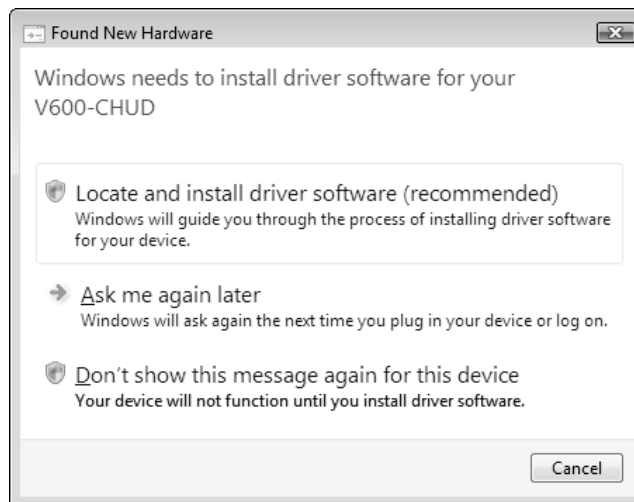 Found New Hardware
Windows needs to install driver software for your
V600-CHUD
Locate and install driver software (recommended)
Windows will guide you through the process of installing driver software
for your device.
Ask me again later
Windows will ask again the next time you plug in your device or log on.
Don't show this message again for this device
Your device will not function until you install driver software.
Cancel